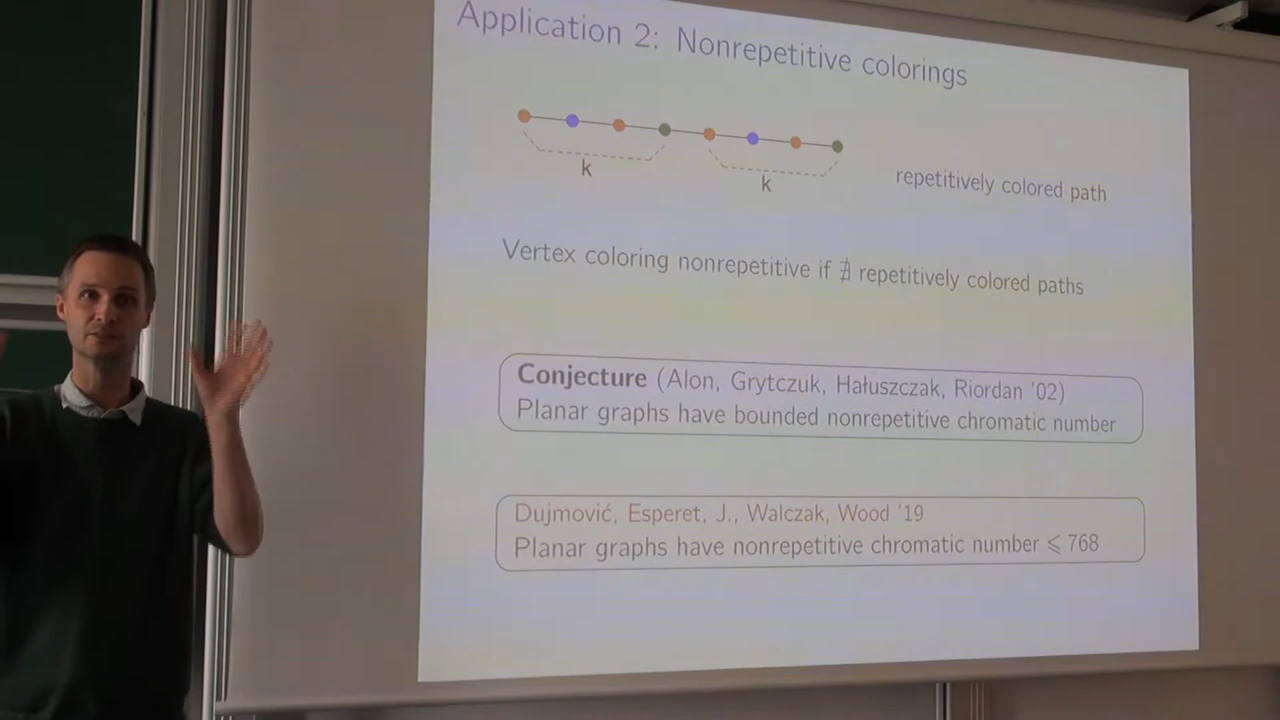 Application 2: Nonrepetitive colorings
k
k
repetitively colored path
Vertex coloring nonrepetitive if ∄ repetitively colored paths
Conjecture (Alon, Grytczuk, Hałuszczak, Riordan '02)
Planar graphs have bounded nonrepetitive chromatic number
Dujmović, Esperet, J., Walczak, Wood '19
Planar graphs have nonrepetitive chromatic number ⩽ 768